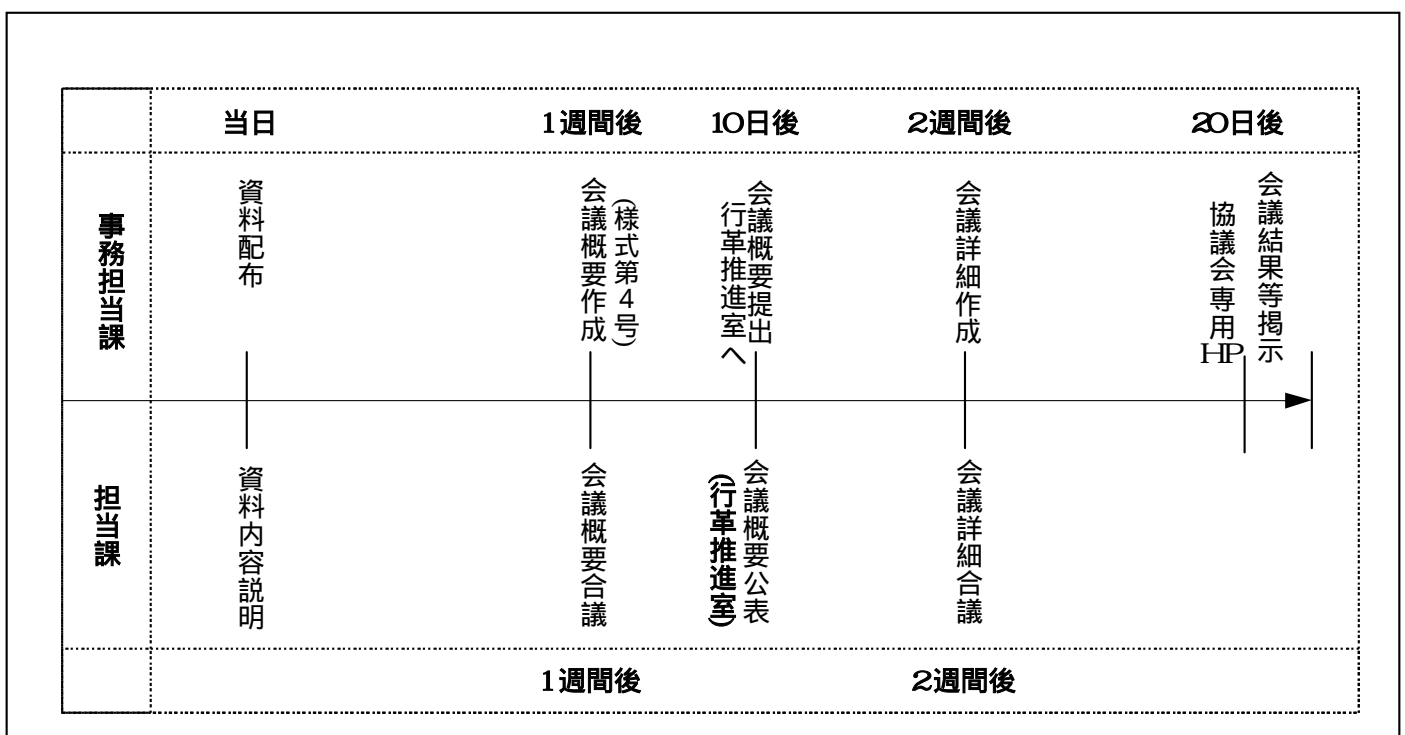 当日
1週間後
10日後
2週間後
20日後
事務担当課
資料配布
会議概要作成
(様式第４号)
会議概要提出
行革推進室へ
会議詳細作成
会議結果等掲示
協議会専用HP
担当課
資料内容説明
会議概要合議
会議概要公表
(行革推進室)
会議詳細合議
1週間後
2週間後